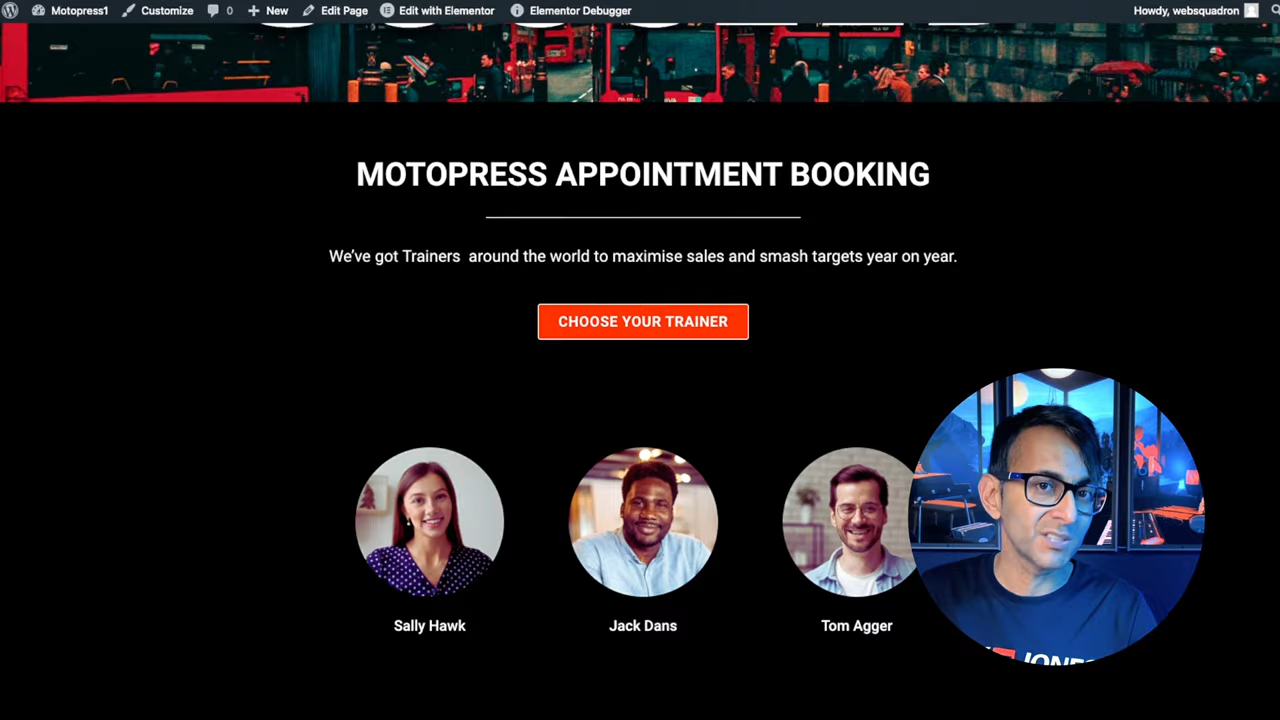 Motopress1 Customize 0 New Edit Page Edit with Elementor Elementor Debugger Howdy, websquadron
MOTOPRESS APPOINTMENT BOOKING
We've got Trainers around the world to maximise sales and smash targets year on year.
CHOOSE YOUR TRAINER
Sally Hawk Jack Dans Tom Agger